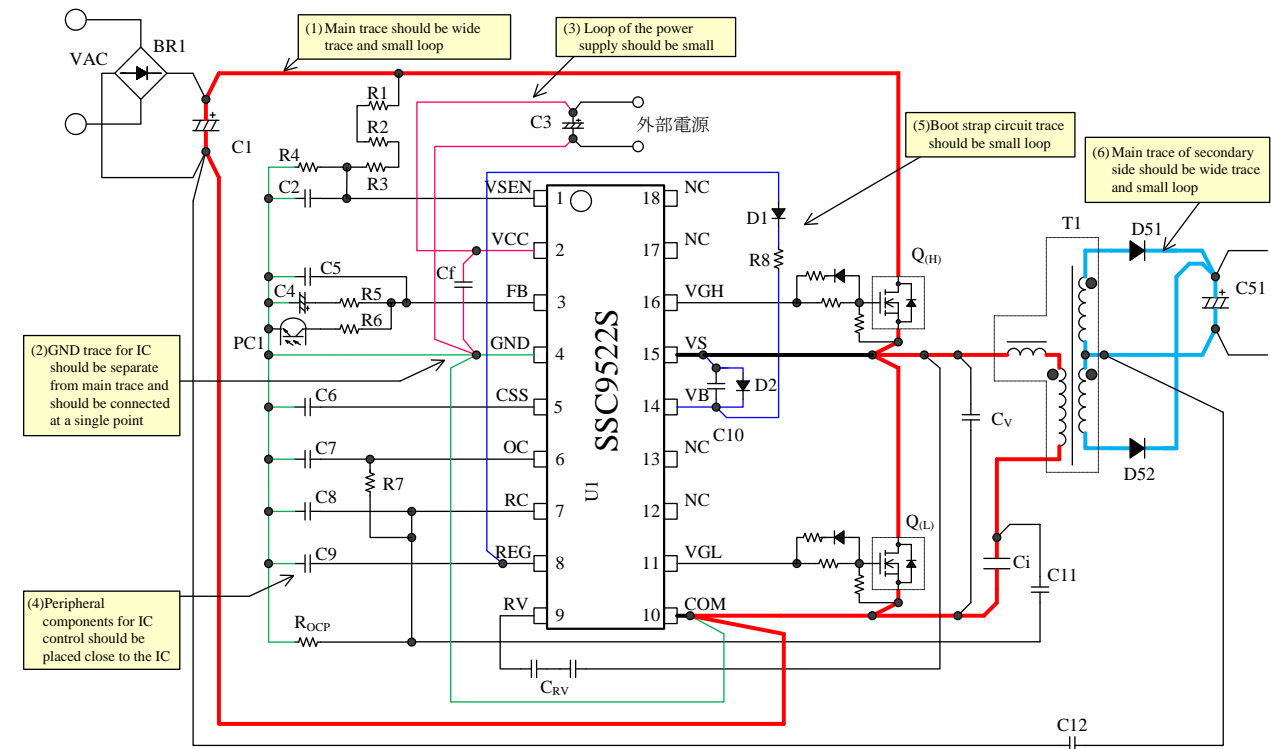 (1) Main trace should be wide
trace and small loop
(3) Loop of the power
supply should be small
VAC
BR1
C1
R1
R2
R3
R4
C2
C3
外部電源
(5)Boot strap circuit trace
should be small loop
(6) Main trace of secondary
side should be wide trace
and small loop
VSEN
1
18
NC
VCC
2
17
NC
Cf
C5
C4
R5
R6
PC1
FB
3
16
VGH
D1
R8
Q(H)
T1
D51
C51
D52
(2)GND trace for IC
should be separate
from main trace and
should be connected
at a single point
GND
4
15
VS
C6
CSS
5
14
VB
D2
C10
CV
C7
OC
6
13
NC
R7
C8
RC
7
12
NC
SSC9522S
U1
C9
REG
8
11
VGL
Q(L)
Ci
C11
(4)Peripheral
components for IC
control should be
placed close to the IC
RV
9
10
COM
ROCP
CRV
C12
+
+